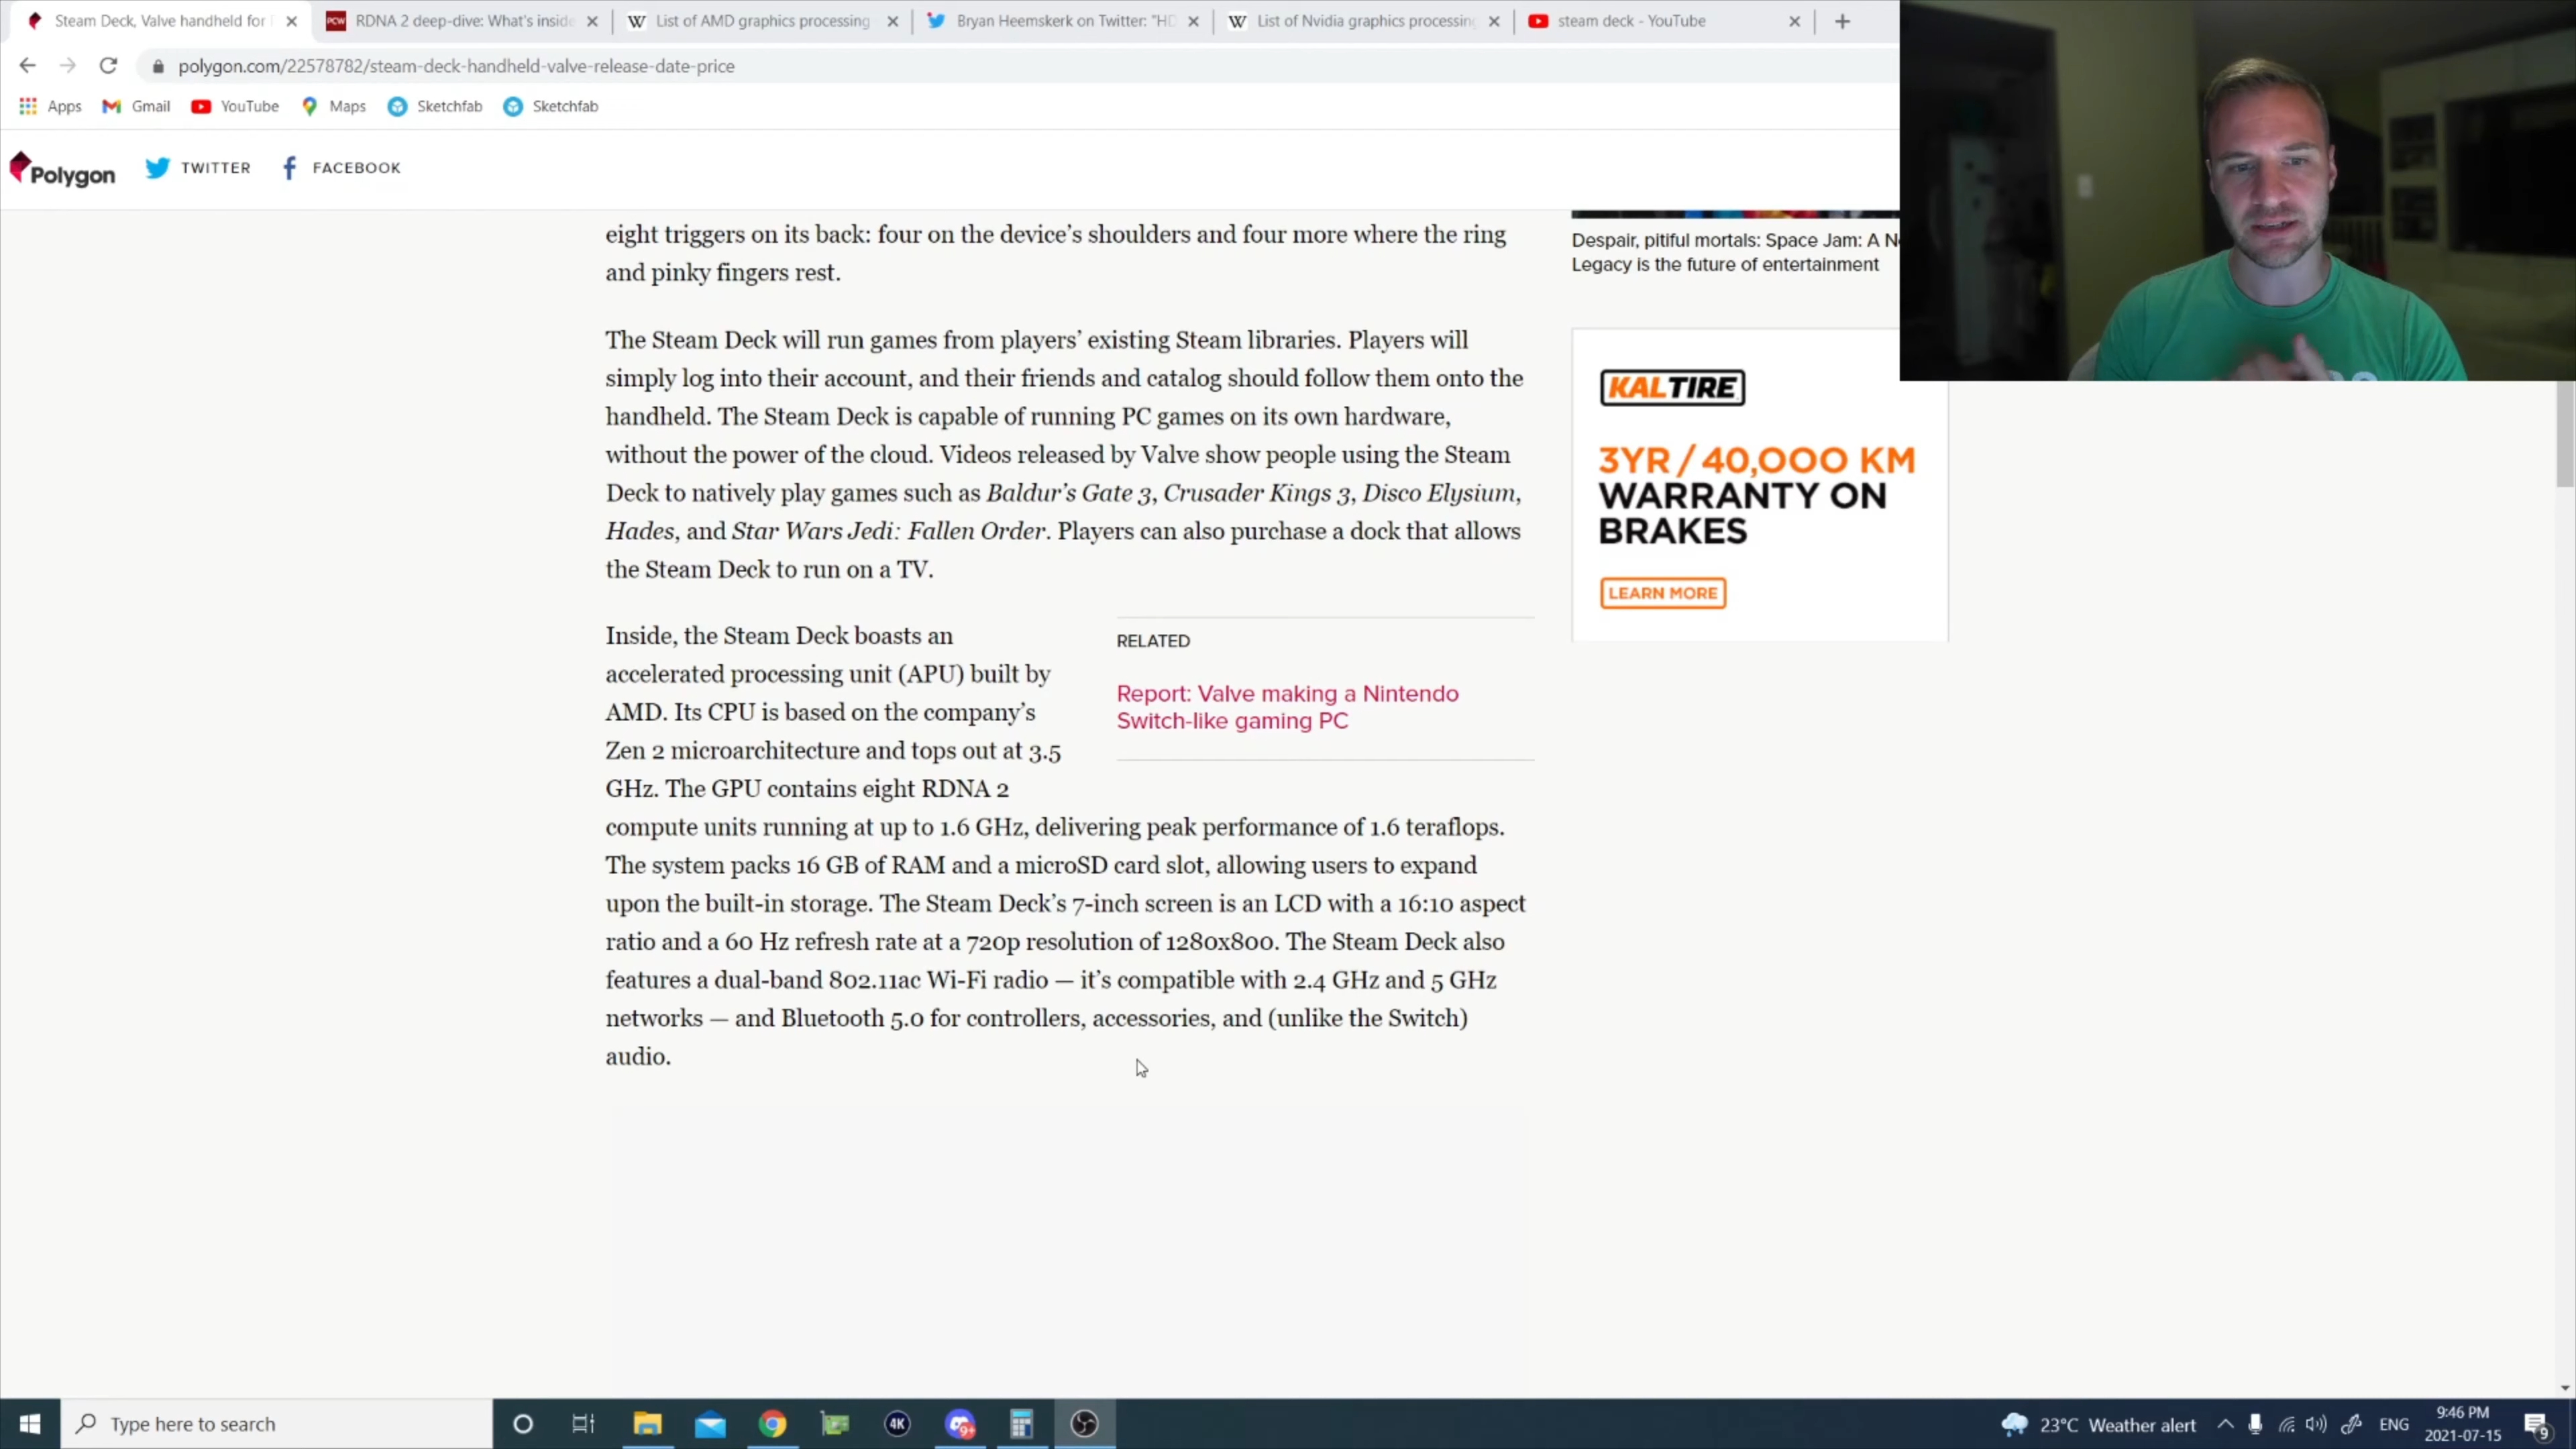 Steam Deck, Valve handheld for
PCW RDNA 2 deep-dive: What's inside
W List of AMD graphics processing
Bryan Heemskerk on Twitter: "HD
W List of Nvidia graphics processing
steam deck - YouTube
polygon.com/22578782/steam-deck-handheld-valve-release-date-price
Apps Gmail YouTube Maps Sketchfab Sketchfab
Polygon TWITTER FACEBOOK
eight triggers on its back: four on the device's shoulders and four more where the ring
and pinky fingers rest.
The Steam Deck will run games from players' existing Steam libraries. Players will
simply log into their account, and their friends and catalog should follow them onto the
handheld. The Steam Deck is capable of running PC games on its own hardware,
without the power of the cloud. Videos released by Valve show people using the Steam
Deck to natively play games such as Baldur's Gate 3, Crusader Kings 3, Disco Elysium,
Hades, and Star Wars Jedi: Fallen Order. Players can also purchase a dock that allows
the Steam Deck to run on a TV.
Inside, the Steam Deck boasts an
accelerated processing unit (APU) built by
AMD. Its CPU is based on the company's
Zen 2 microarchitecture and tops out at 3.5
GHz. The GPU contains eight RDNA 2
compute units running at up to 1.6 GHz, delivering peak performance of 1.6 teraflops.
The system packs 16 GB of RAM and a microSD card slot, allowing users to expand
upon the built-in storage. The Steam Deck's 7-inch screen is an LCD with a 16:10 aspect
ratio and a 60 Hz refresh rate at a 720p resolution of 1280x800. The Steam Deck also
features a dual-band 802.11ac Wi-Fi radio — it's compatible with 2.4 GHz and 5 GHz
networks — and Bluetooth 5.0 for controllers, accessories, and (unlike the Switch)
audio.
RELATED
Report: Valve making a Nintendo
Switch-like gaming PC
Despair, pitiful mortals: Space Jam: A N
Legacy is the future of entertainment
KALTIRE
3YR / 40,000 KM
WARRANTY ON
BRAKES
LEARN MORE
Type here to search
4K
9+
23°C Weather alert
ENG
9:46 PM
2021-07-15
9